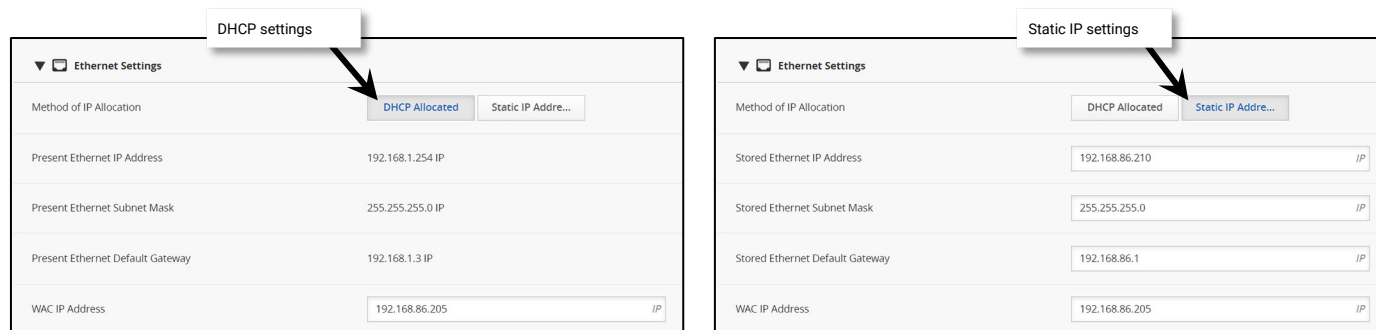 DHCP settings
Ethernet Settings
Method of IP Allocation
DHCP Allocated
Static IP Addre...
Present Ethernet IP Address
192.168.1.254 IP
Present Ethernet Subnet Mask
255.255.255.0 IP
Present Ethernet Default Gateway
192.168.1.3 IP
WAC IP Address
192.168.86.205
IP
Static IP settings
Ethernet Settings
Method of IP Allocation
DHCP Allocated
Static IP Addre...
Stored Ethernet IP Address
192.168.86.210
IP
Stored Ethernet Subnet Mask
255.255.255.0
IP
Stored Ethernet Default Gateway
192.168.86.1
IP
WAC IP Address
192.168.86.205
IP